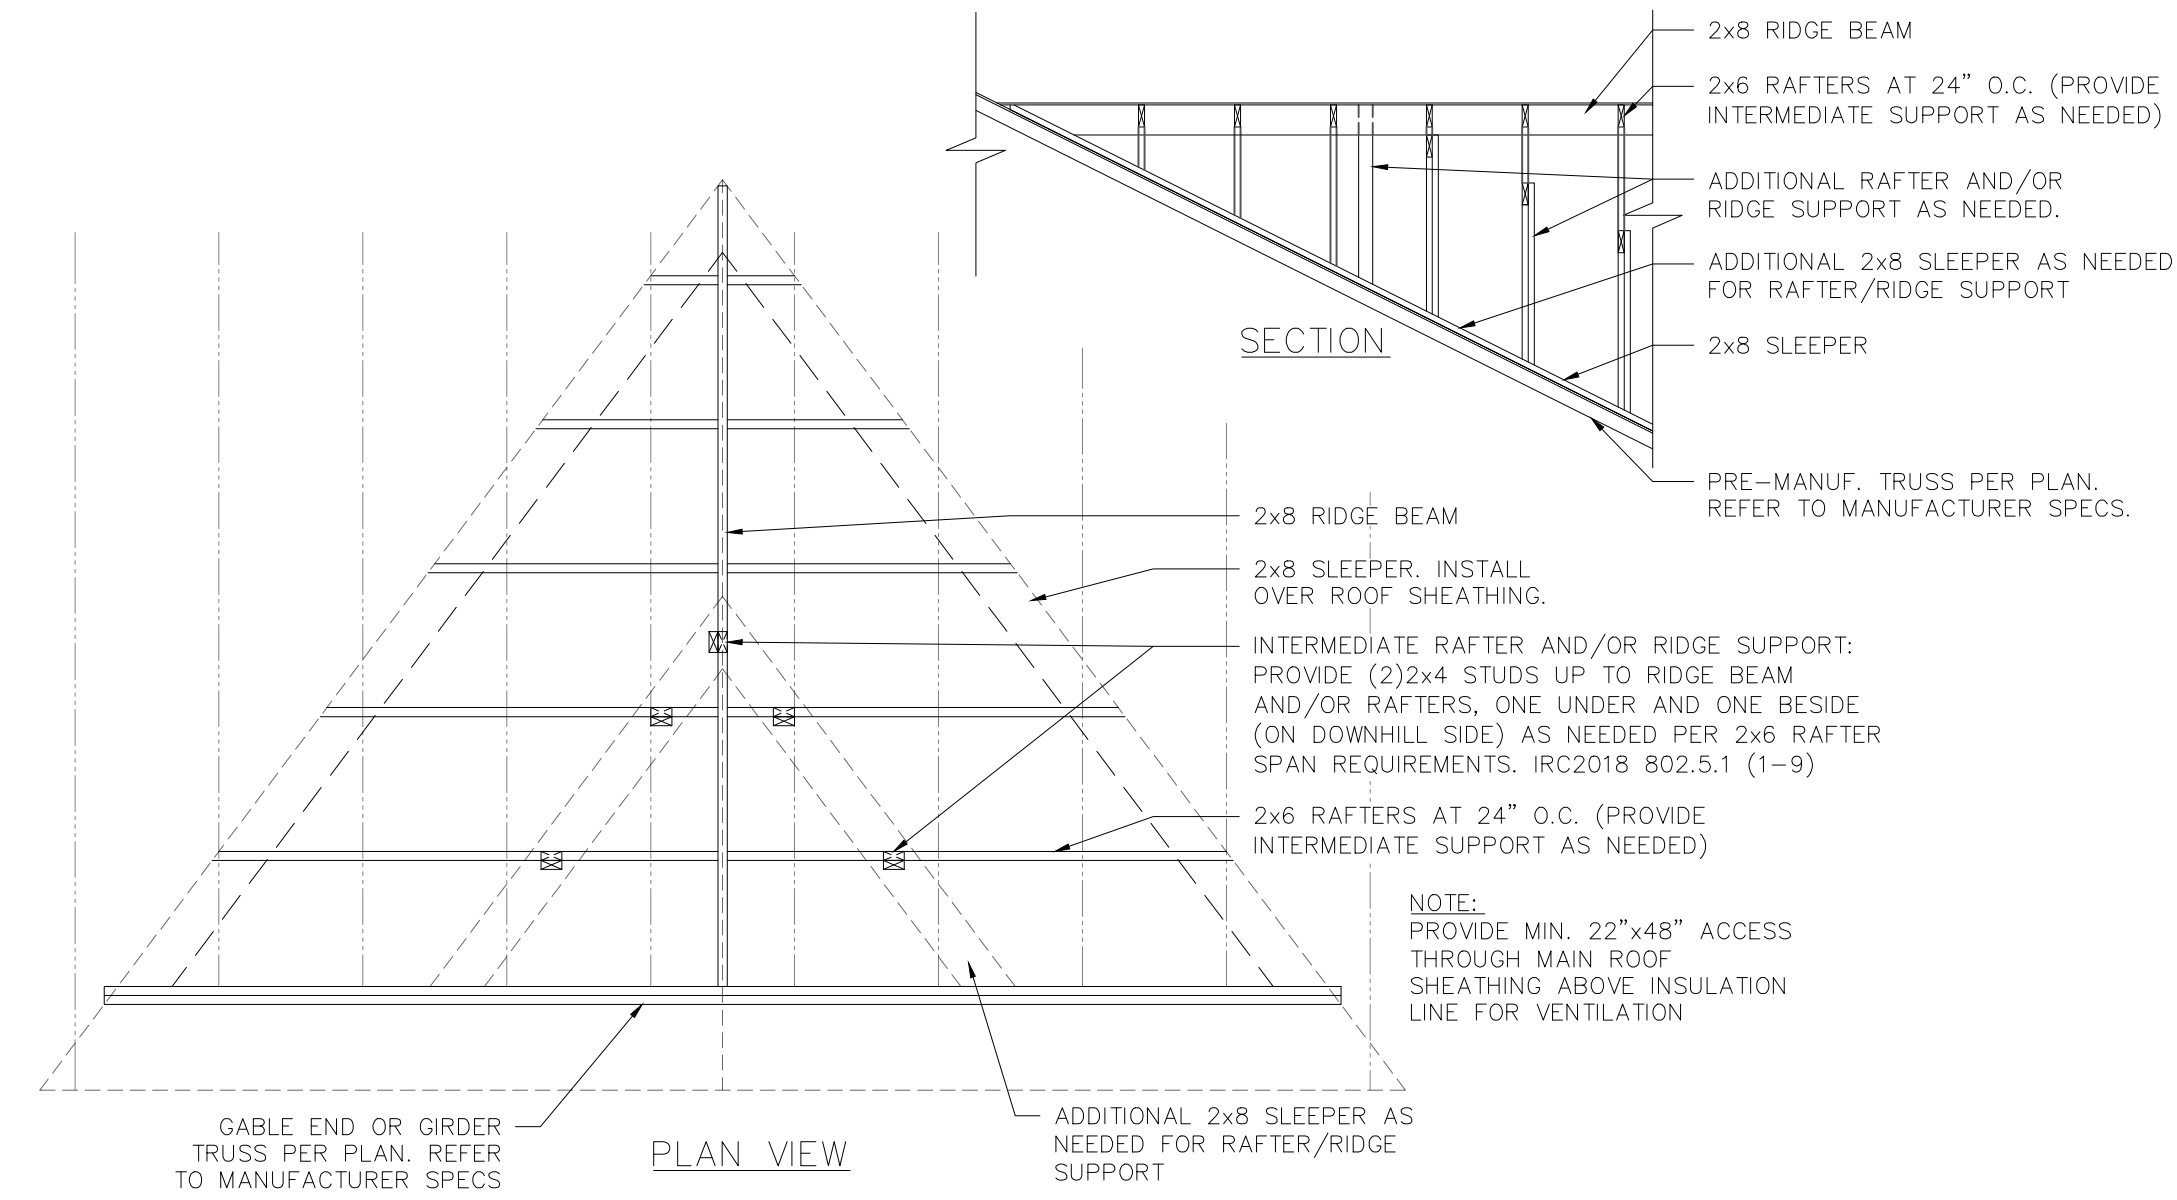 2x8 RIDGE BEAM
2x6 RAFTERS AT 24" O.C. (PROVIDE
INTERMEDIATE SUPPORT AS NEEDED)
ADDITIONAL RAFTER AND/OR
RIDGE SUPPORT AS NEEDED.
ADDITIONAL 2x8 SLEEPER AS NEEDED
FOR RAFTER/RIDGE SUPPORT
2x8 SLEEPER
SECTION
PRE-MANUF. TRUSS PER PLAN.
REFER TO MANUFACTURER SPECS.
2x8 RIDGE BEAM
2x8 SLEEPER. INSTALL
OVER ROOF SHEATHING.
INTERMEDIATE RAFTER AND/OR RIDGE SUPPORT:
PROVIDE (2)2x4 STUDS UP TO RIDGE BEAM
AND/OR RAFTERS, ONE UNDER AND ONE BESIDE
(ON DOWNHILL SIDE) AS NEEDED PER 2x6 RAFTER
SPAN REQUIREMENTS. IRC2018 802.5.1 (1-9)
2x6 RAFTERS AT 24" O.C. (PROVIDE
INTERMEDIATE SUPPORT AS NEEDED)
NOTE:
PROVIDE MIN. 22"x48" ACCESS
THROUGH MAIN ROOF
SHEATHING ABOVE INSULATION
LINE FOR VENTILATION
GABLE END OR GIRDER
TRUSS PER PLAN. REFER
TO MANUFACTURER SPECS
PLAN VIEW
ADDITIONAL 2x8 SLEEPER AS
NEEDED FOR RAFTER/RIDGE
SUPPORT